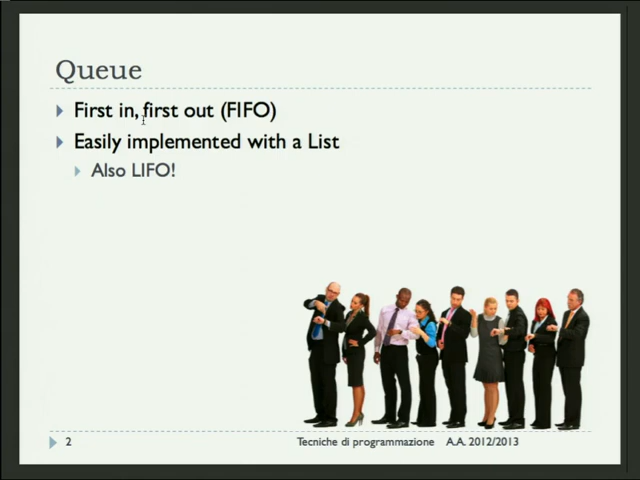 Queue
First in, first out (FIFO)
Easily implemented with a List
Also LIFO!
2
Tecniche di programmazione A.A. 2012/2013